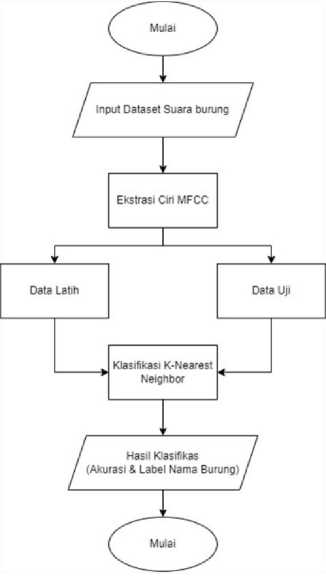 Mulai
Input Dataset Suara burung
Ekstrasi Ciri MFCC
Data Latih
Data Uji
Klasifikasi K-Nearest
Neighbor
Hasil Klasifikas
(Akurasi & Label Nama Burung)
Mulai